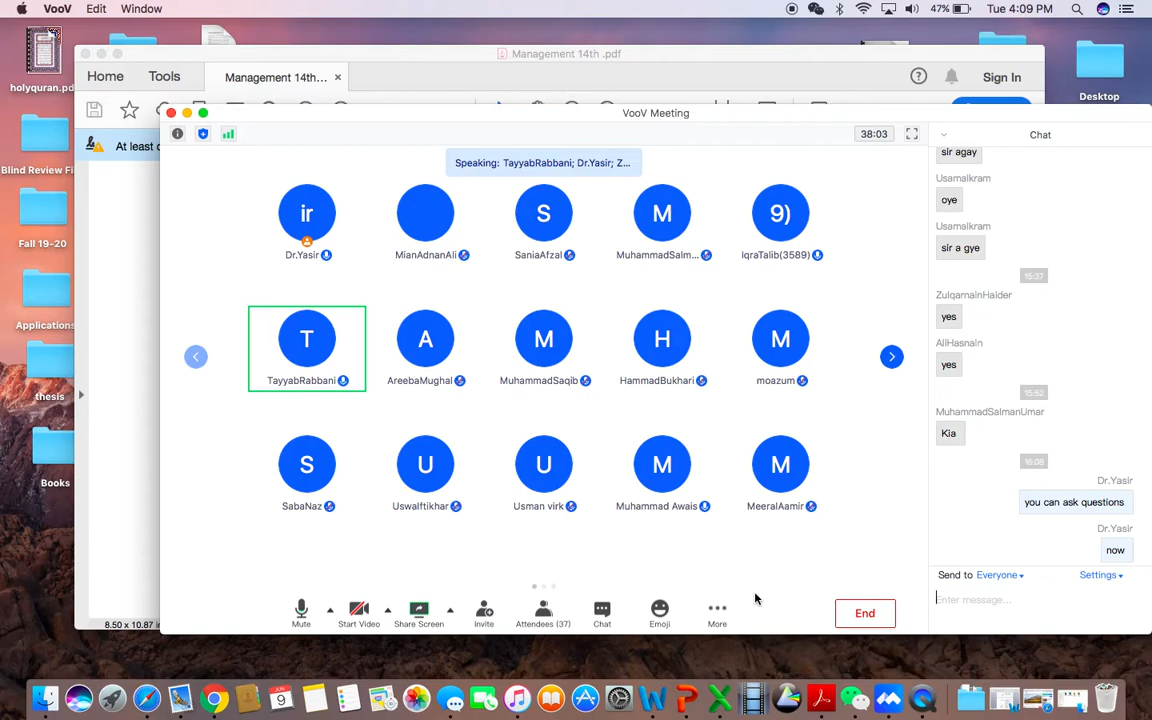 VooV Edit Window
47% Tue 4:09 PM
Management 14th .pdf
holyquran.pd
Home Tools Management 14th... × Sign In
Desktop
VooV Meeting
At least
38:03 Chat
Blind Review Fi
Speaking: TayyabRabbani; Dr.Yasir; Z...
sir agay
UsamaIkram
oye
ir S M 9)
UsamaIkram
Fall 19-20
sir a gye
Dr.Yasir MianAdnanAli SaniaAfzal MuhammadSalm... IqraTalib(3589)
15:37
ZulqarnainHaider
yes
Applications
T A M H M
AliHasnain
yes
TayyabRabbani AreebaMughal MuhammadSaqib HammadBukhari moazum
thesis
15:52
MuhammadSalmanUmar
Kia
16:08
S U U M M
Books
Dr.Yasir
you can ask questions
SabaNaz UswaIftikhar Usman virk Muhammad Awais MeeralAamir
Dr.Yasir
now
Send to Everyone Settings
Enter message...
Mute Start Video Share Screen Invite Attendees (37) Chat Emoji More End
8.50 x 10.87 in
JUN
9